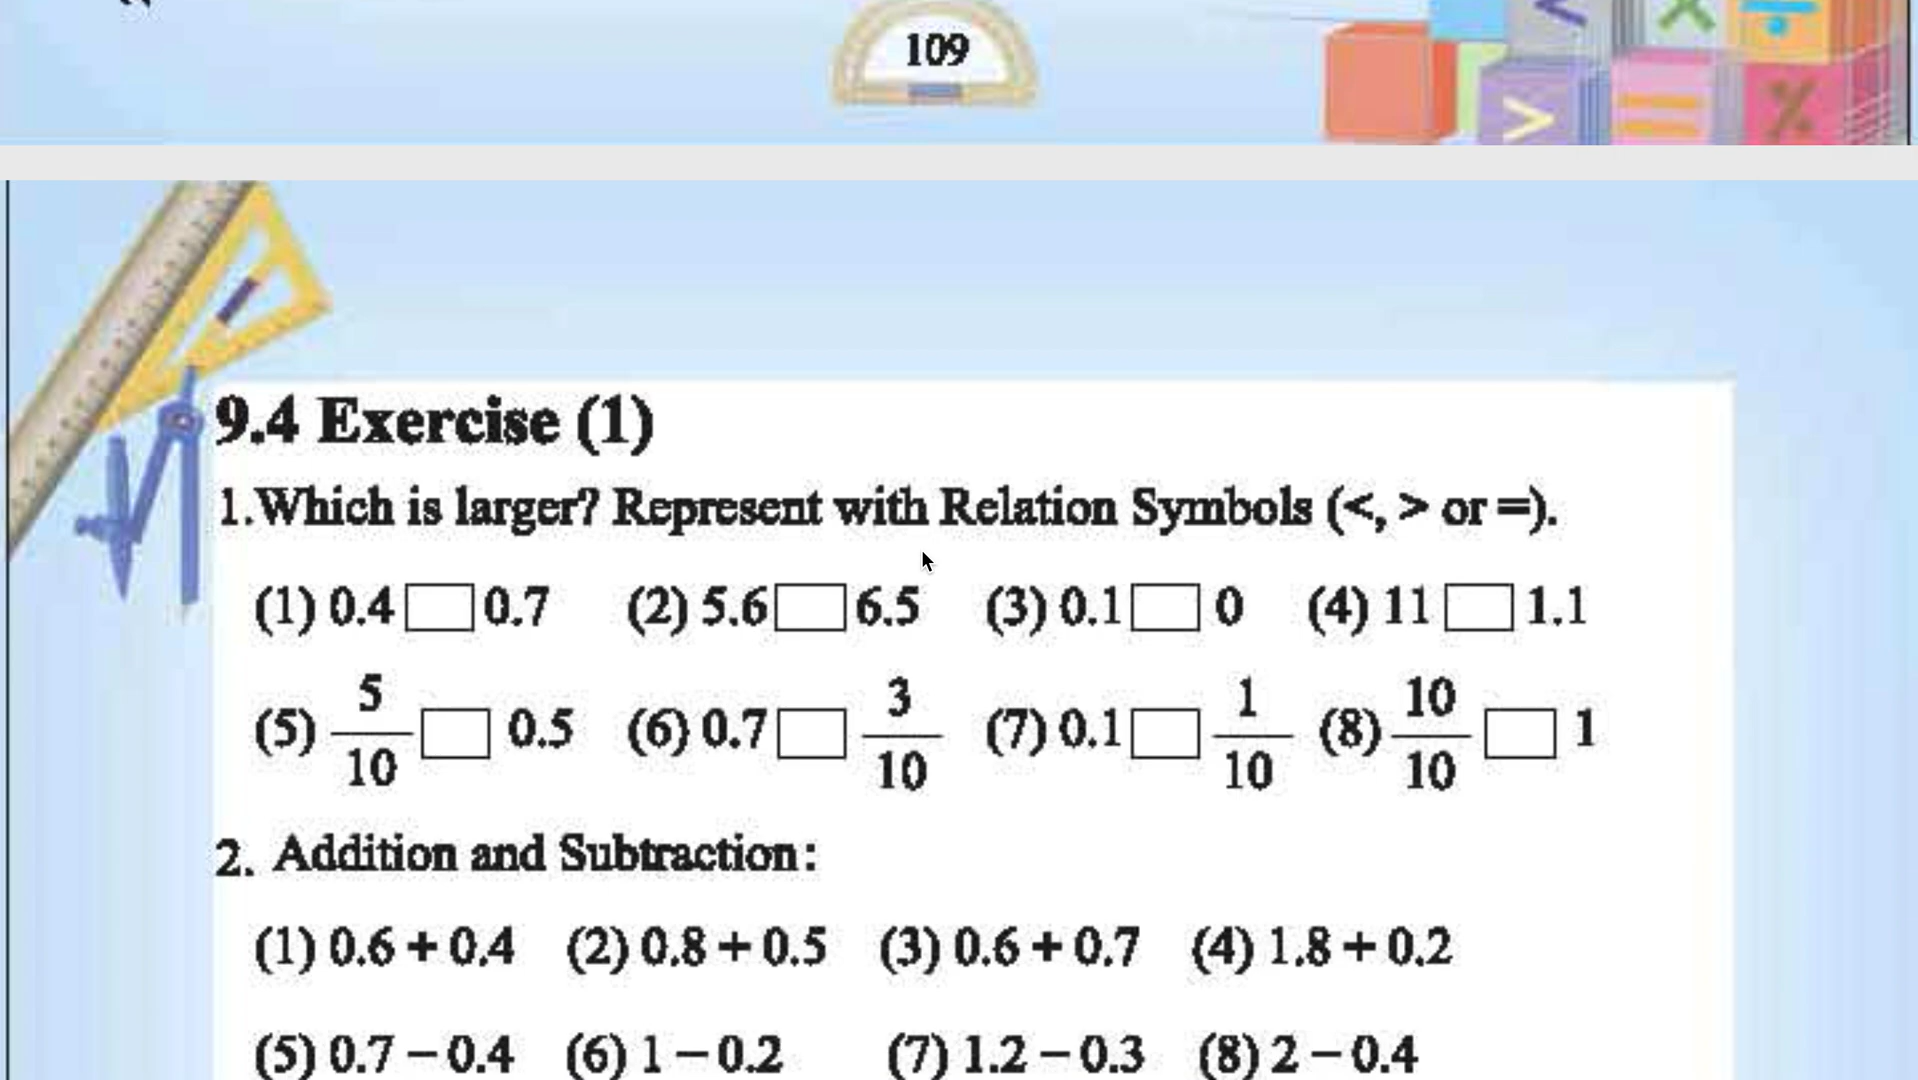 109
9.4 Exercise (1)
1.Which is larger? Represent with Relation Symbols (<, > or =).
(1) 0.4 □ 0.7 (2) 5.6 □ 6.5 (3) 0.1 □ 0 (4) 11 □ 1.1
(5) 5/10 □ 0.5 (6) 0.7 □ 3/10 (7) 0.1 □ 1/10 (8) 10/10 □ 1
2. Addition and Subtraction:
(1) 0.6 + 0.4 (2) 0.8 + 0.5 (3) 0.6 + 0.7 (4) 1.8 + 0.2
(5) 0.7 – 0.4 (6) 1 – 0.2 (7) 1.2 – 0.3 (8) 2 – 0.4